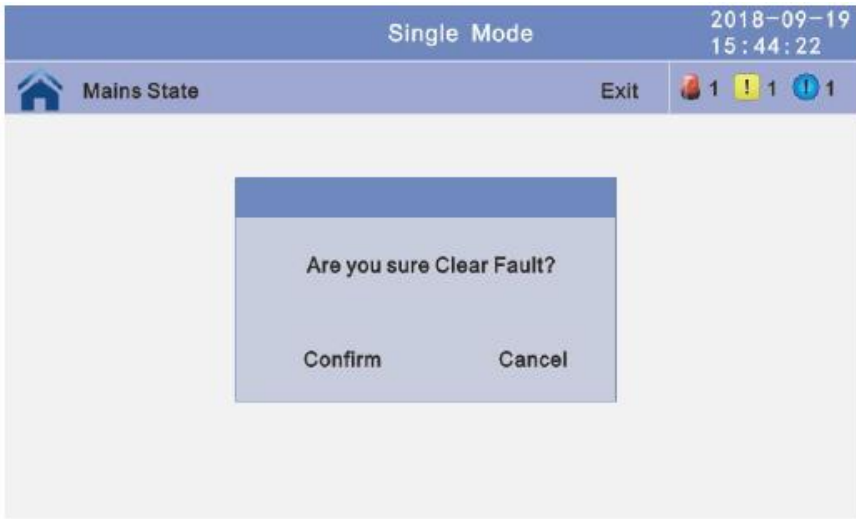 Single Mode
2018-09-19
15:44:22
Mains State Exit 1 ! 1 ! 1
Are you sure Clear Fault?
Confirm Cancel